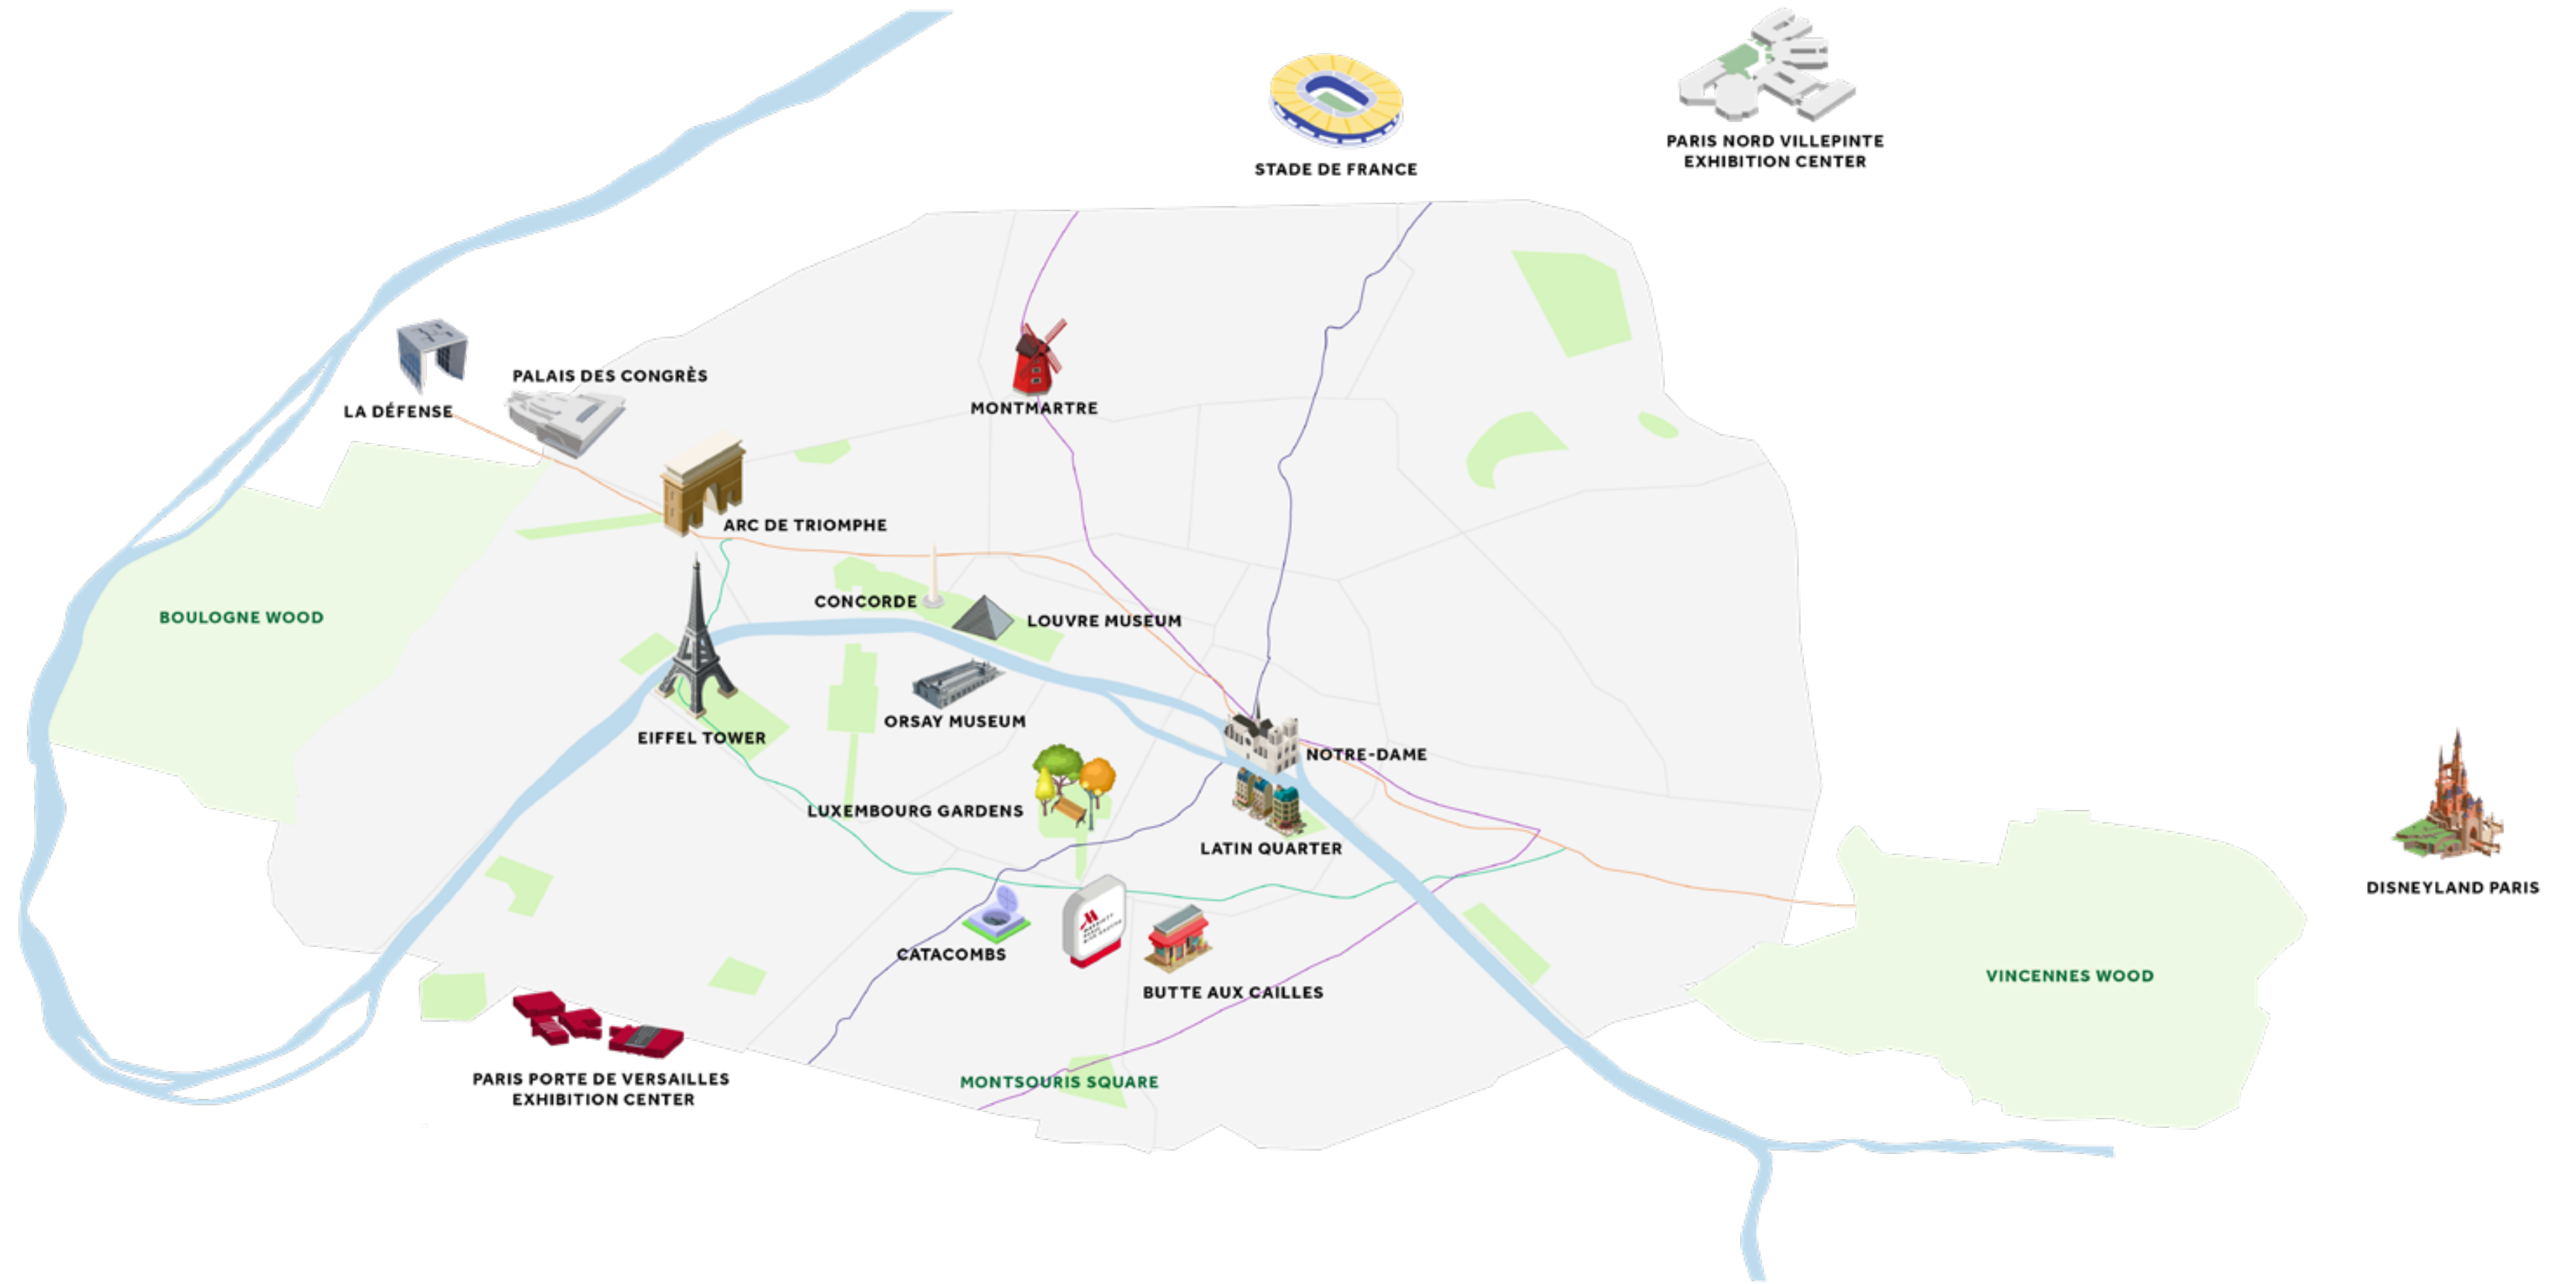 STADE DE FRANCE
PARIS NORD VILLEPINTE
EXHIBITION CENTER
PALAIS DES CONGRÈS
LA DÉFENSE
MONTMARTRE
ARC DE TRIOMPHE
CONCORDE
LOUVRE MUSEUM
BOULOGNE WOOD
ORSAY MUSEUM
EIFFEL TOWER
NOTRE-DAME
LUXEMBOURG GARDENS
LATIN QUARTER
DISNEYLAND PARIS
CATACOMBS
BUTTE AUX CAILLES
VINCENNES WOOD
PARIS PORTE DE VERSAILLES
EXHIBITION CENTER
MONTSOURIS SQUARE